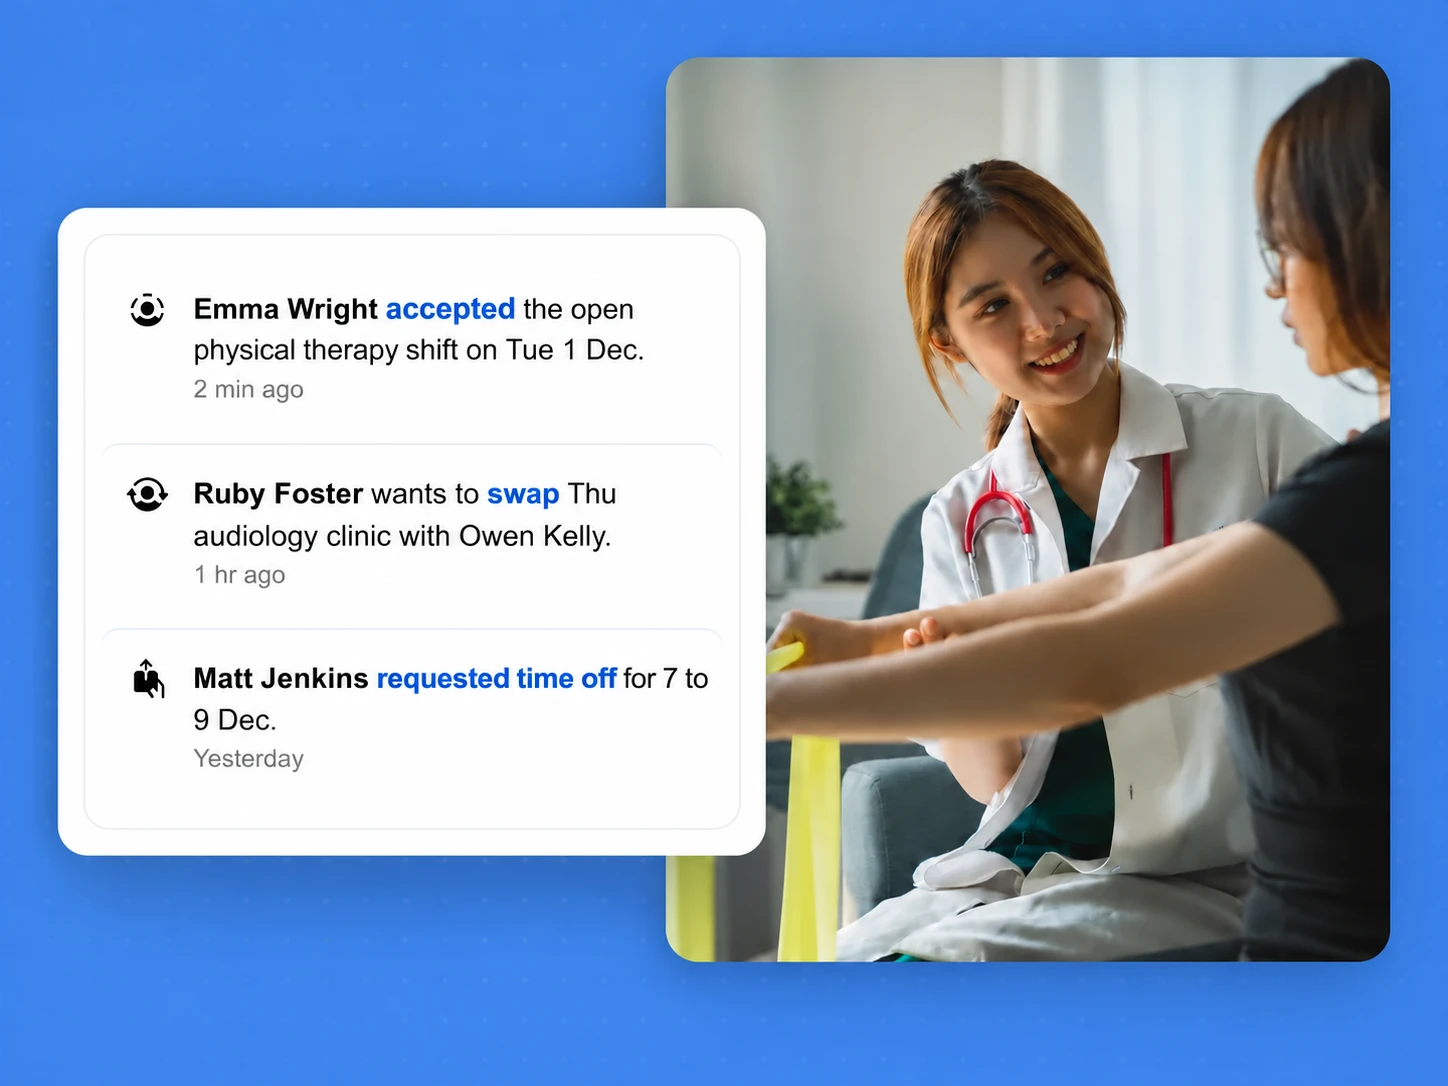 Emma Wright accepted the open
physical therapy shift on Tue 1 Dec.
2 min ago
Ruby Foster wants to swap Thu
audiology clinic with Owen Kelly.
1 hr ago
Matt Jenkins requested time off for 7 to
9 Dec.
Yesterday